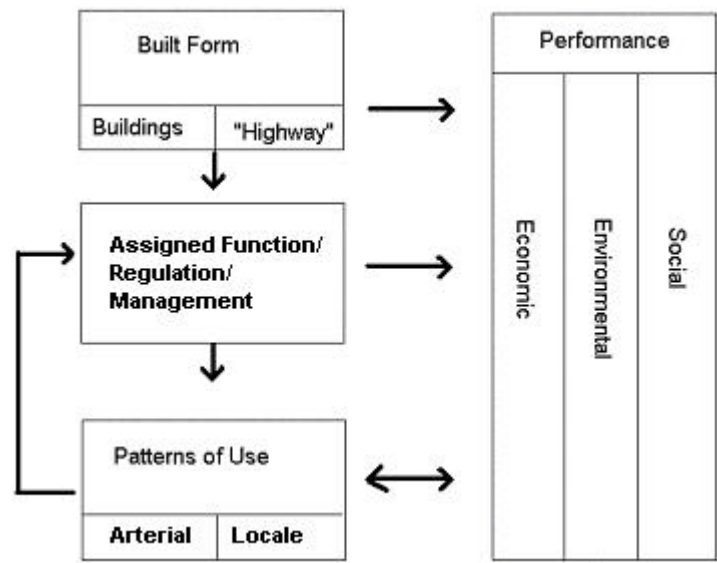 Built Form
Buildings
"Highway"
Assigned Function/
Regulation/
Management
Patterns of Use
Arterial
Locale
Performance
Economic
Environmental
Social